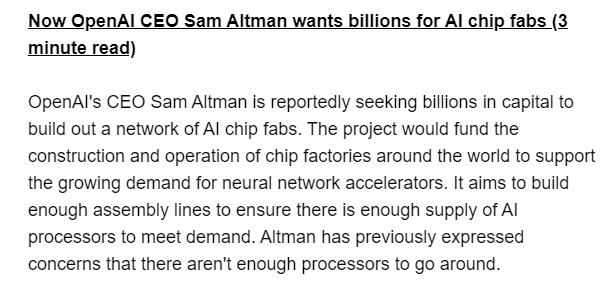 Now OpenAI CEO Sam Altman wants billions for AI chip fabs (3
minute read)
OpenAI's CEO Sam Altman is reportedly seeking billions in capital to
build out a network of AI chip fabs. The project would fund the
construction and operation of chip factories around the world to support
the growing demand for neural network accelerators. It aims to build
enough assembly lines to ensure there is enough supply of AI
processors to meet demand. Altman has previously expressed
concerns that there aren't enough processors to go around.